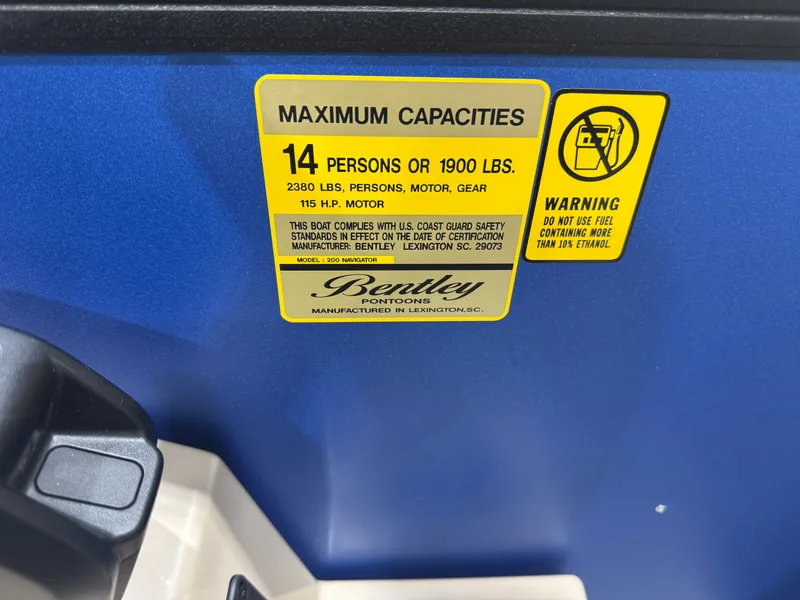 MAXIMUM CAPACITIES
14 PERSONS OR 1900 LBS.
2380 LBS, PERSONS, MOTOR, GEAR
115 H.P. MOTOR
THIS BOAT COMPLIES WITH U.S. COAST GUARD SAFETY
STANDARDS IN EFFECT ON THE DATE OF CERTIFICATION
MANUFACTURER: BENTLEY LEXINGTON SC. 29073
MODEL : 200 NAVIGATOR
Bentley
PONTOONS
MANUFACTURED IN LEXINGTON,SC.
WARNING
DO NOT USE FUEL
CONTAINING MORE
THAN 10% ETHANOL.